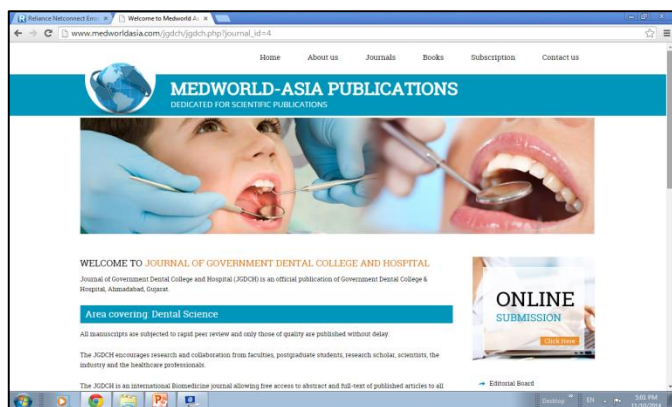 Reliance Netconnect Erro
Welcome to Medworld As
www.medworldasia.com/jgdch/jgdch.php?journal_id=4
Home About us Journals Books Subscription Contact us
MEDWORLD-ASIA PUBLICATIONS
DEDICATED FOR SCIENTIFIC PUBLICATIONS
WELCOME TO JOURNAL OF GOVERNMENT DENTAL COLLEGE AND HOSPITAL
Journal of Government Dental College and Hospital (JGDCH) is an official publication of Government Dental College &
Hospital, Ahmadabad, Gujarat.
ONLINE
SUBMISSION
Click Here
Area covering: Dental Science
All manuscripts are subjected to rapid peer review and only those of quality are published without delay
The JGDCH encourages research and collaboration from faculties, postgraduate students, research scholar, scientists, the
industry and the healthcare professionals.
The JGDCH is an international Biomedicine journal allowing free access to abstract and full-text of published articles to all
Editorial Board
Desktop EN 5:01 PM